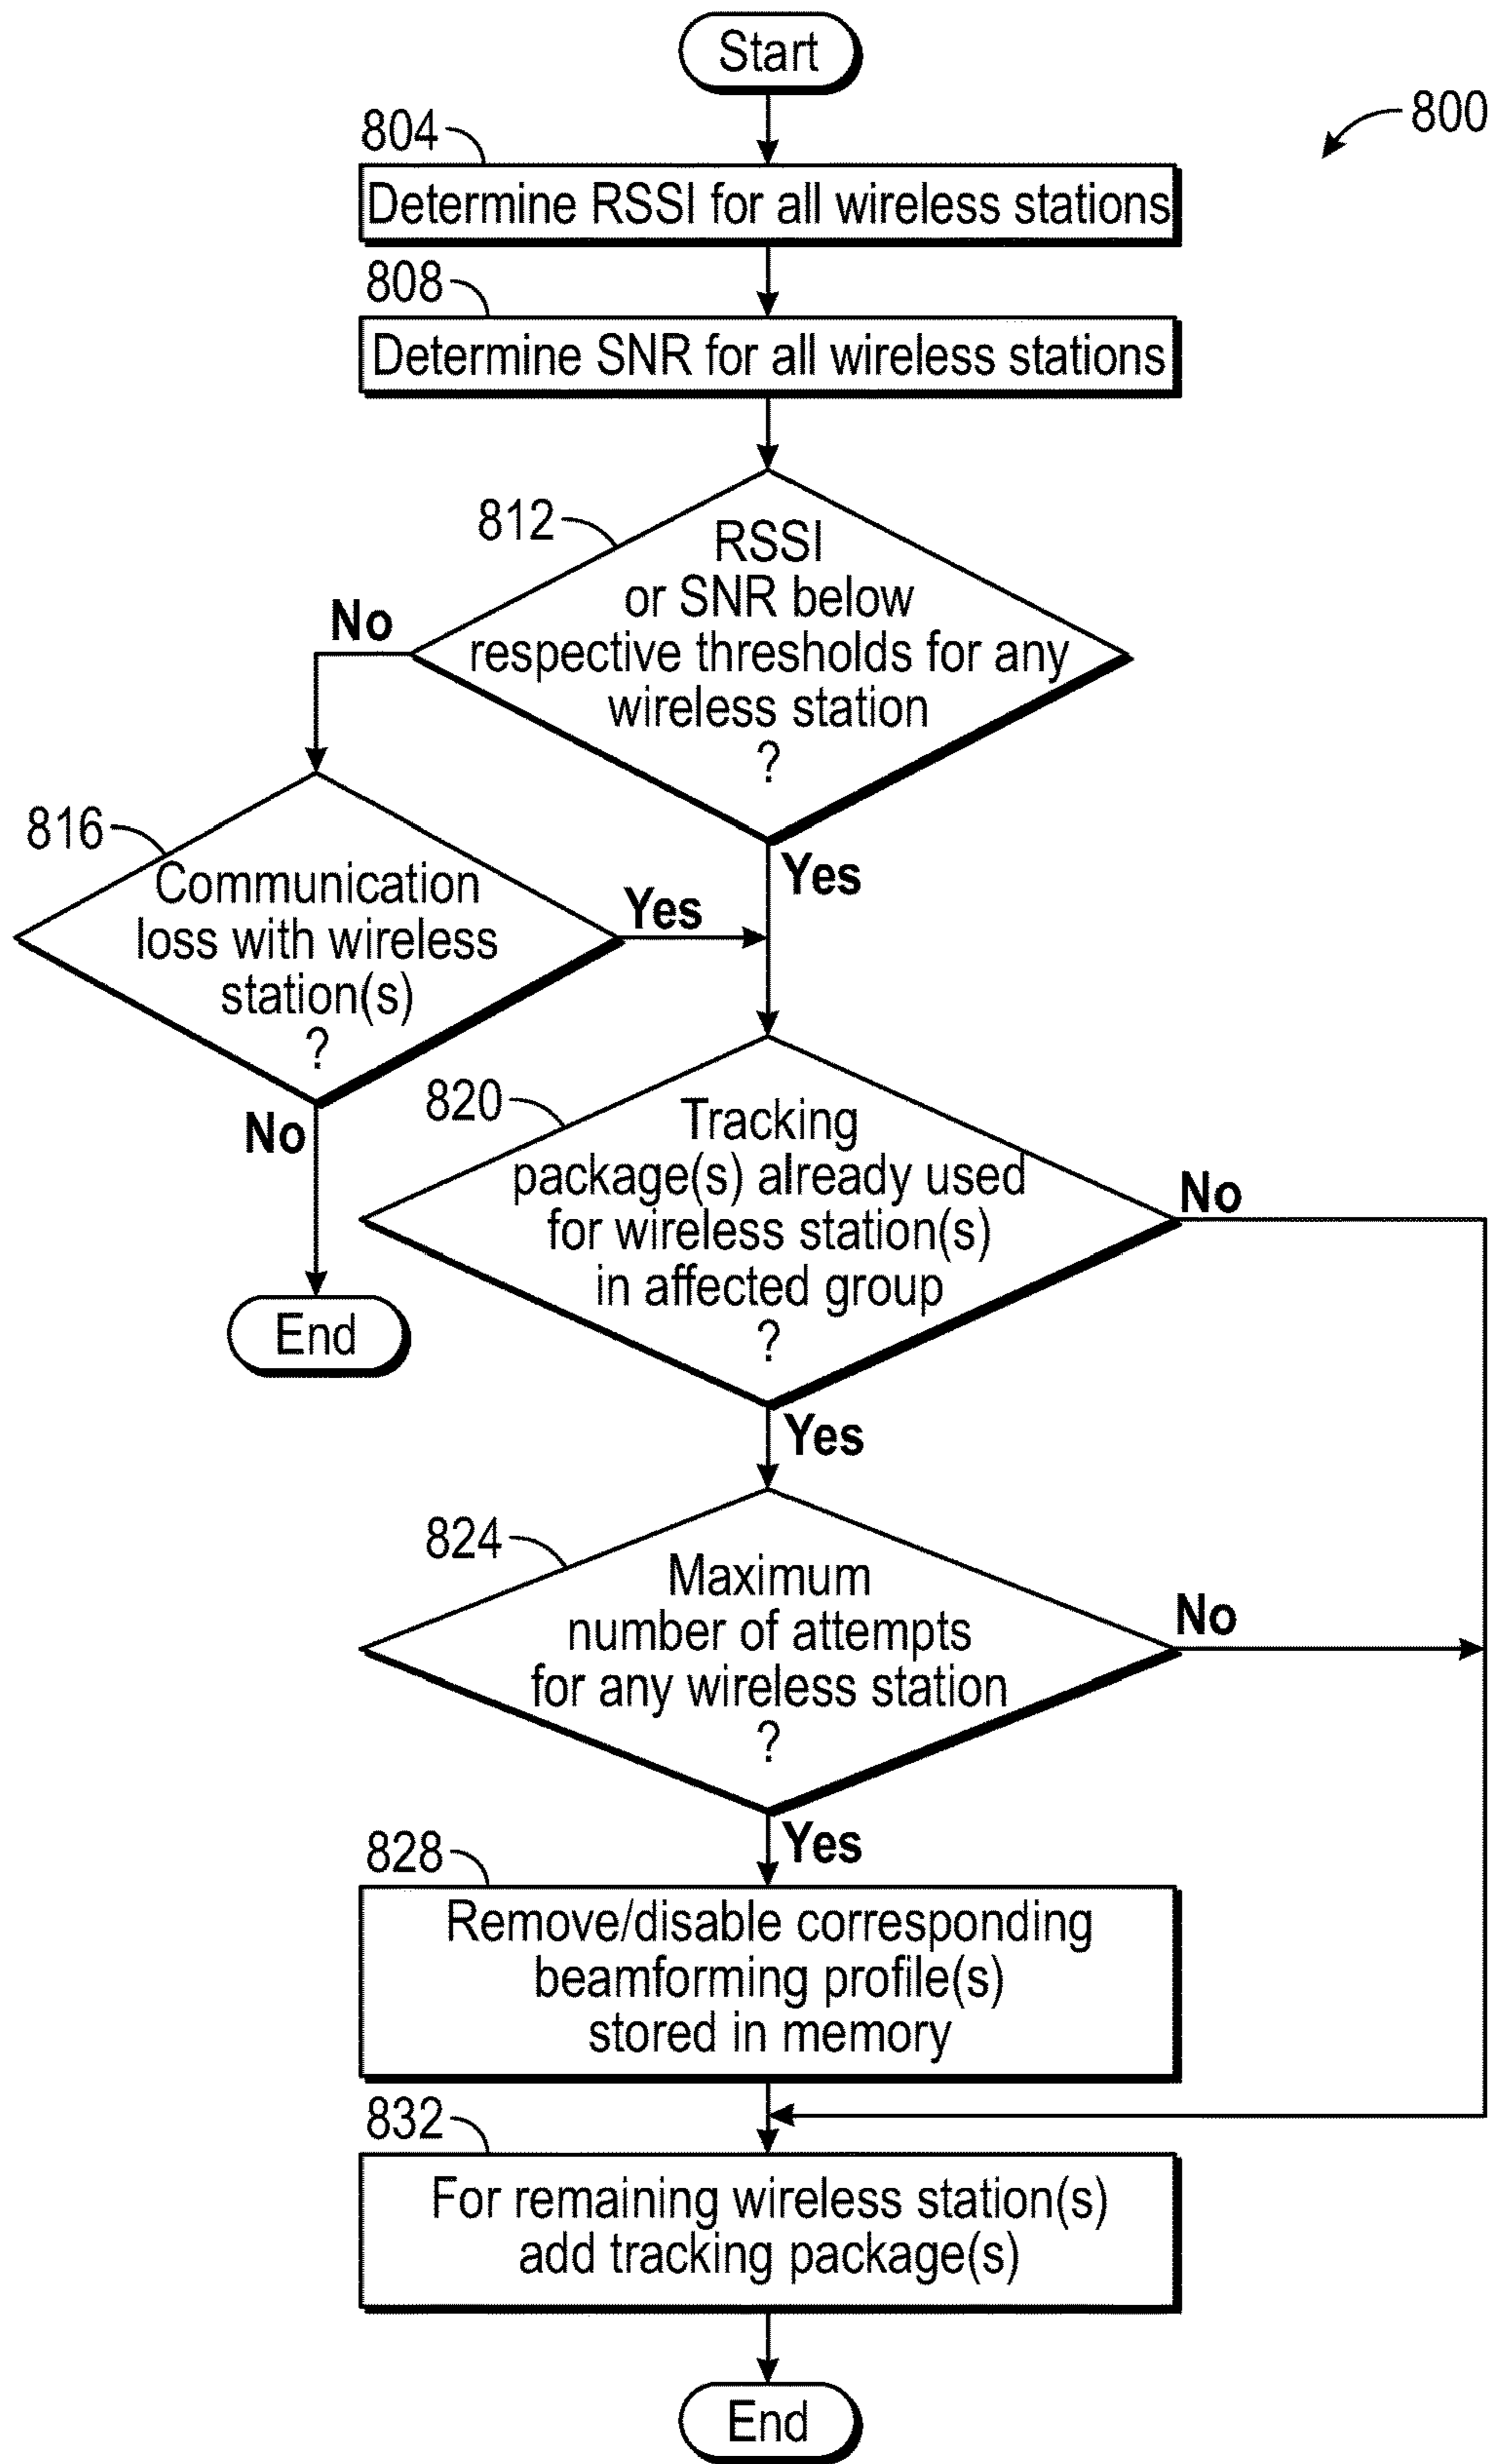 Start
800
804
Determine RSSI for all wireless stations
808
Determine SNR for all wireless stations
812
RSSI
or SNR below
respective thresholds for any
wireless station
?
No
Yes
816
Communication
loss with wireless
station(s)
?
Yes
No
End
820
Tracking
package(s) already used
for wireless station(s)
in affected group
?
No
Yes
824
Maximum
number of attempts
for any wireless station
?
No
Yes
828
Remove/disable corresponding
beamforming profile(s)
stored in memory
832
For remaining wireless station(s)
add tracking package(s)
End